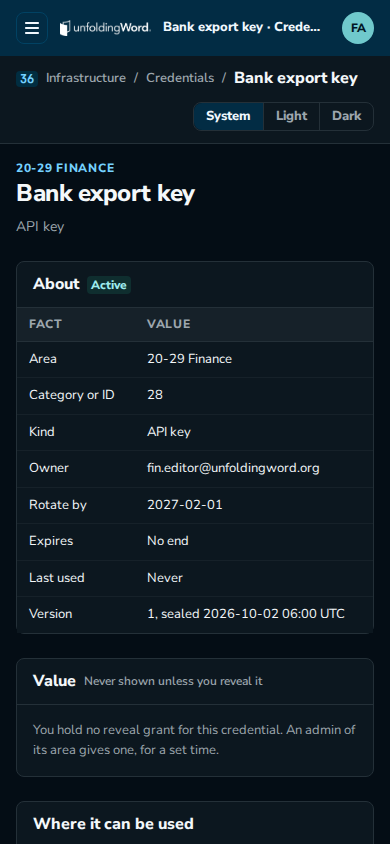 unfoldingWord. Bank export key · Crede... FA
36 Infrastructure / Credentials / Bank export key
System Light Dark
20-29 FINANCE
Bank export key
API key
About Active
FACT VALUE
Area 20-29 Finance
Category or ID 28
Kind API key
Owner fin.editor@unfoldingword.org
Rotate by 2027-02-01
Expires No end
Last used Never
Version 1, sealed 2026-10-02 06:00 UTC
Value Never shown unless you reveal it
You hold no reveal grant for this credential. An admin of
its area gives one, for a set time.
Where it can be used